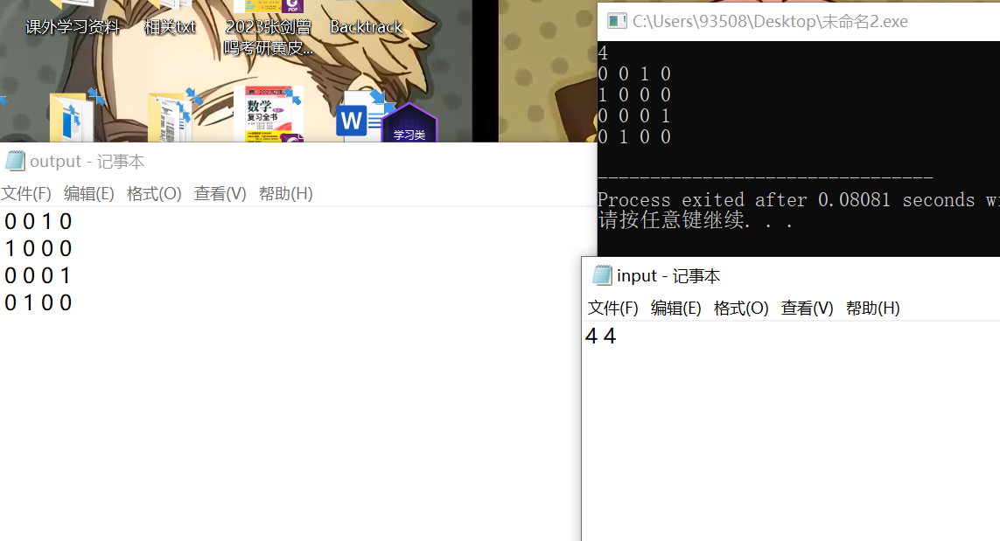 课外学习资料
相关txt
2023张剑曾
鸣考研黄皮...
Backtrack
PDF
数学
复习全书
W
学习类
C:\Users\93508\Desktop\未命名2.exe
4
0 0 1 0
1 0 0 0
0 0 0 1
0 1 0 0
--------------------------------
Process exited after 0.08081 seconds wi
请按任意键继续. . .
output - 记事本
文件(F) 编辑(E) 格式(O) 查看(V) 帮助(H)
0 0 1 0
1 0 0 0
0 0 0 1
0 1 0 0
input - 记事本
文件(F) 编辑(E) 格式(O) 查看(V) 帮助(H)
4 4